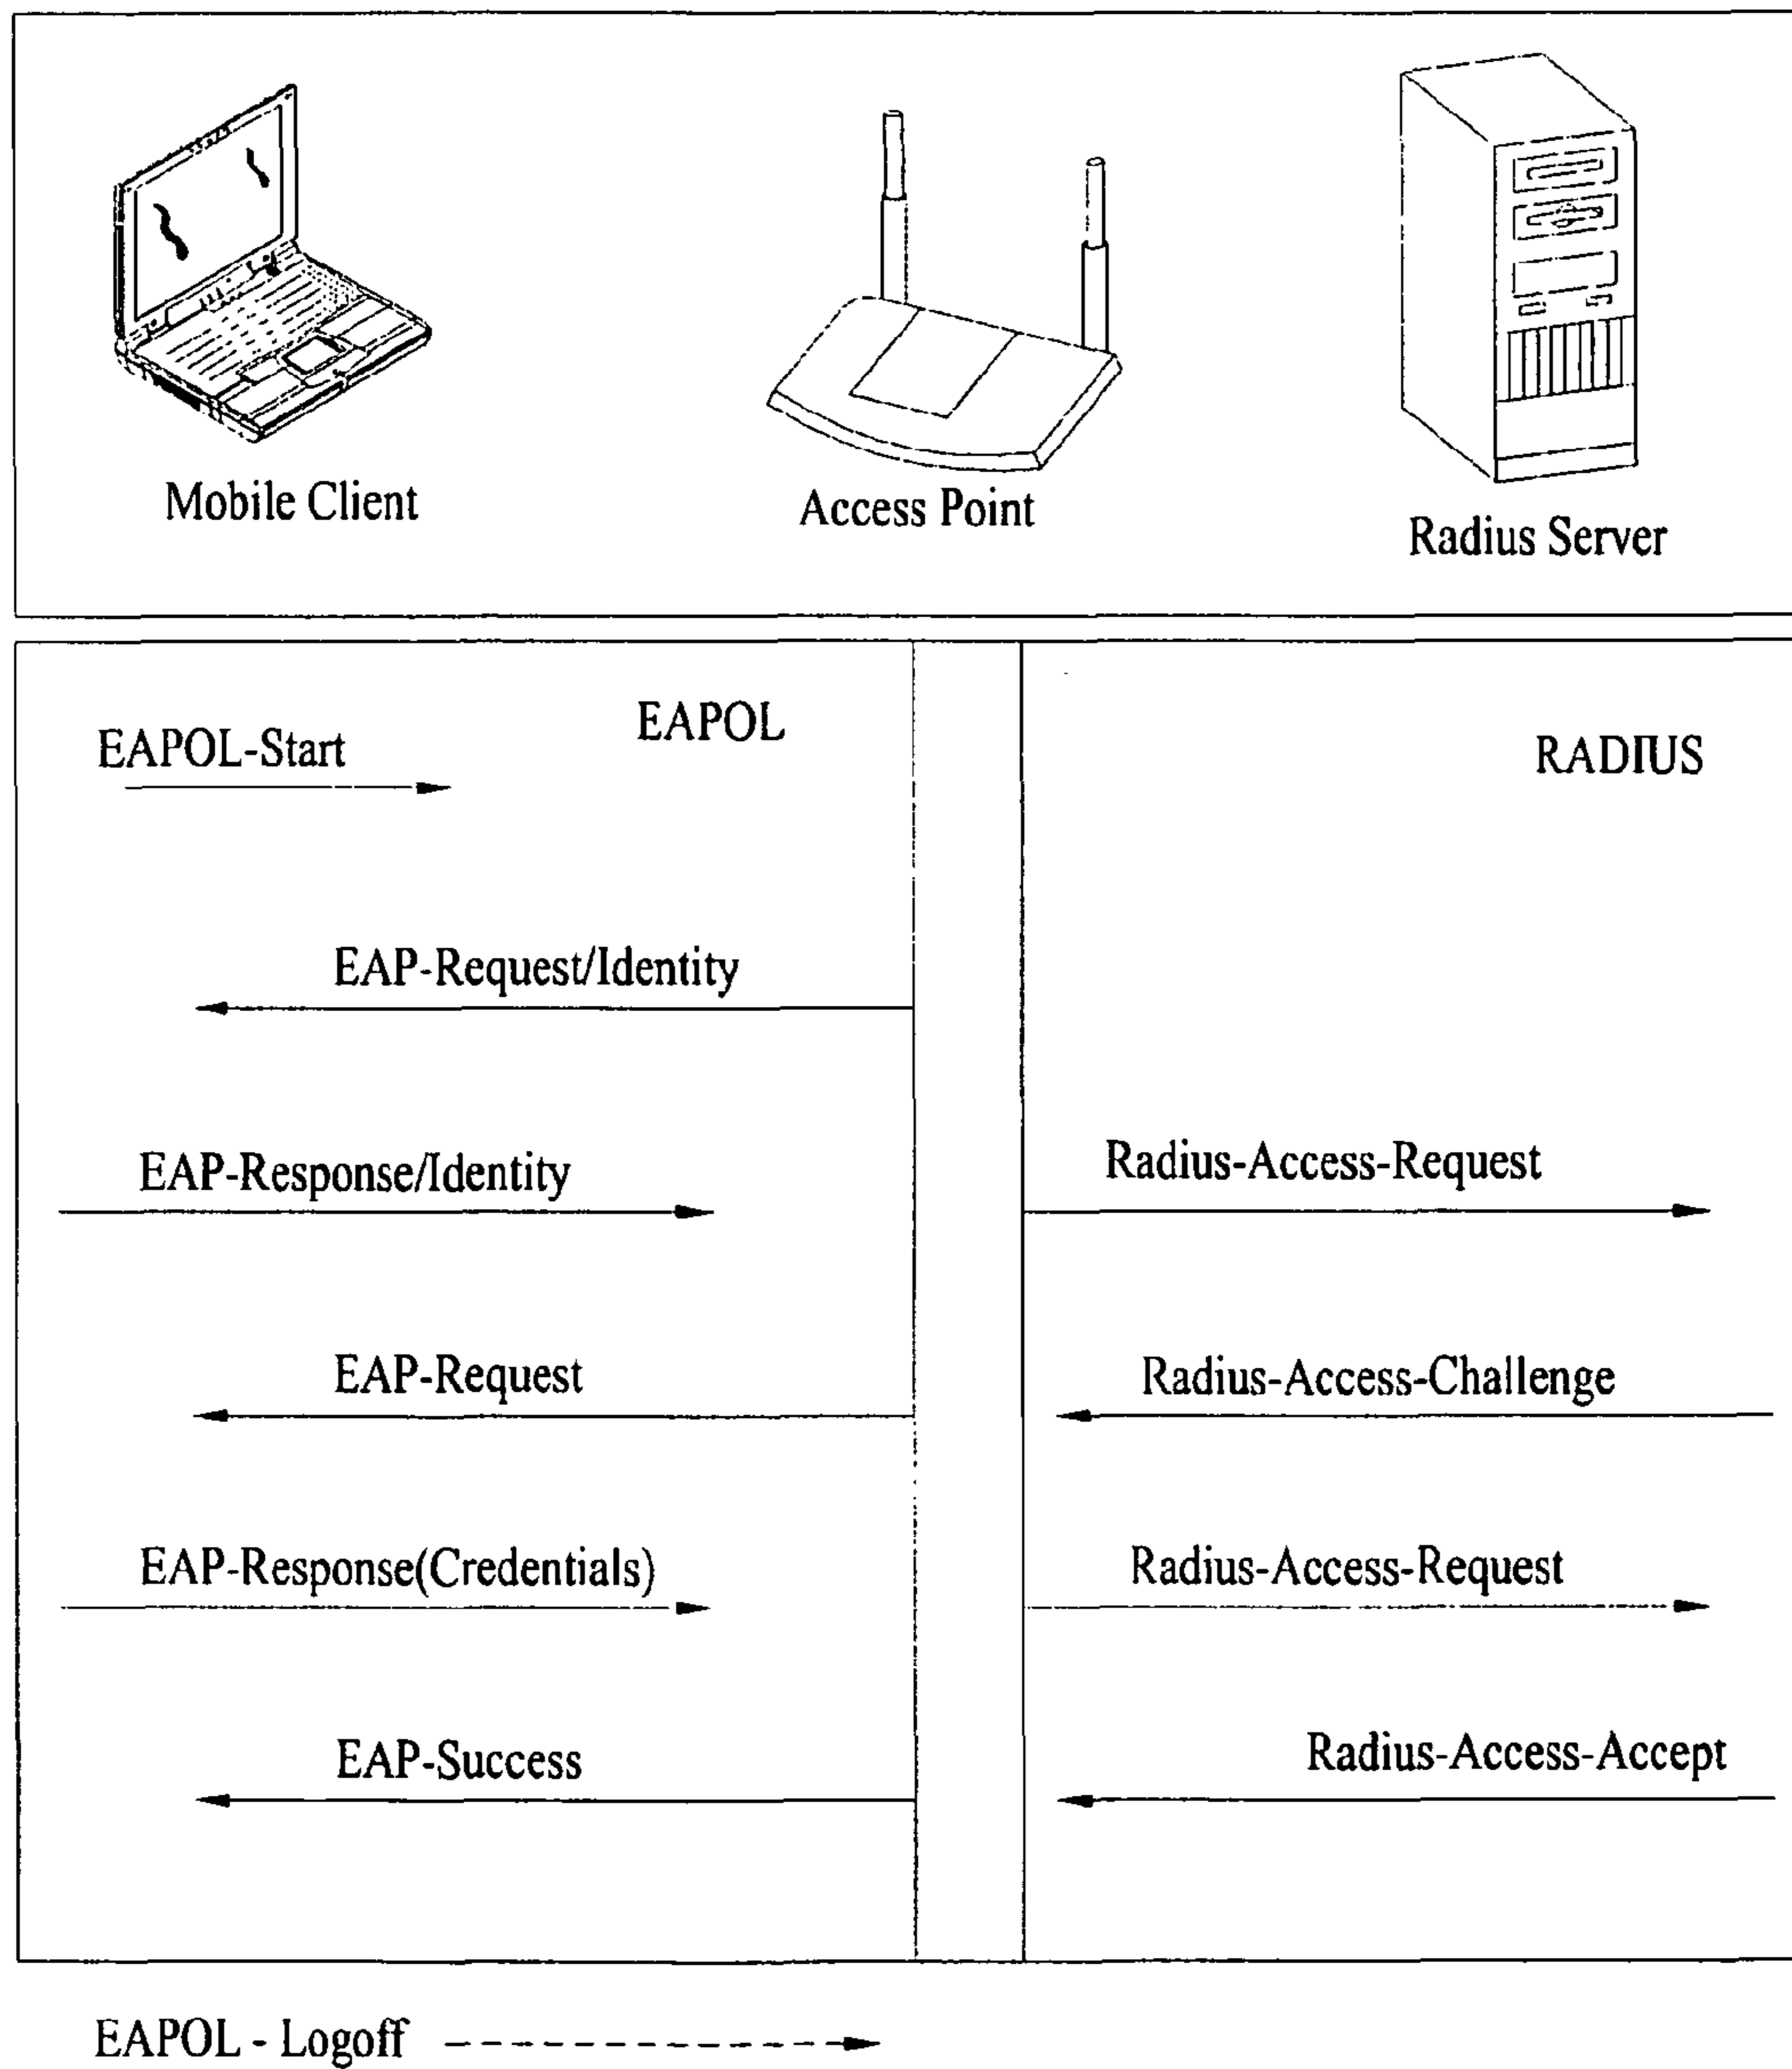 Mobile Client
Access Point
Radius Server
EAPOL
RADIUS
EAPOL-Start
EAP-Request/Identity
EAP-Response/Identity
Radius-Access-Request
EAP-Request
Radius-Access-Challenge
EAP-Response(Credentials)
Radius-Access-Request
EAP-Success
Radius-Access-Accept
EAPOL - Logoff